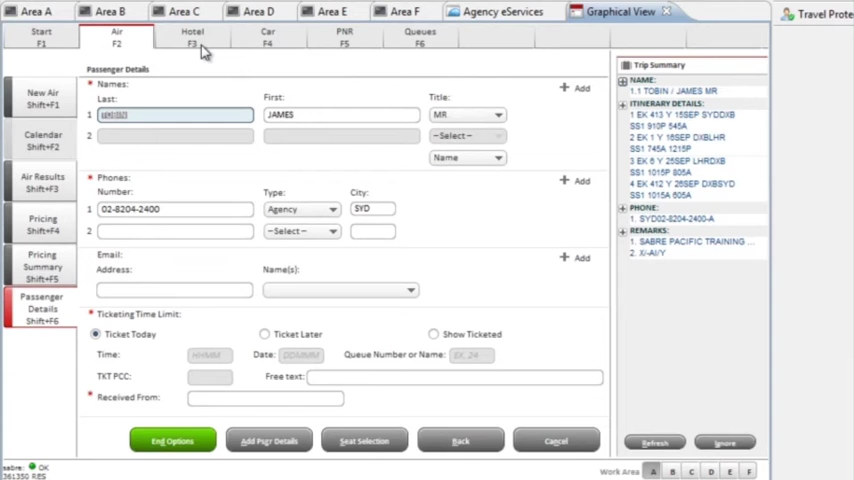 Area A
Area B
Area C
Area D
Area E
Area F
Agency eServices
Graphical View
Travel Prote
Start
F1
Air
F2
Hotel
F3
Car
F4
PNR
F5
Queues
F6
New Air
Shift+F1
Calendar
Shift+F2
Air Results
Shift+F3
Pricing
Shift+F4
Pricing
Summary
Shift+F5
Passenger
Details
Shift+F6
Passenger Details
* Names:
Last:
First:
Title:
Add
1
JAMES
MR
2
--Select--
Name
* Phones:
Add
Number:
Type:
City:
1 02-8204-2400
Agency
SYD
2
--Select--
Email:
Add
Address:
Name(s):
* Ticketing Time Limit:
Ticket Today
Ticket Later
Show Ticketed
Time:
HHMM
Date:
DDMMM
Queue Number or Name:
EK, 24
TKT PCC:
Free text:
* Received From:
End Options
Add Psgr Details
Seat Selection
Back
Cancel
Trip Summary
NAME:
1.1 TOBIN / JAMES MR
ITINERARY DETAILS:
1 EK 413 Y 15SEP SYDDXB
SS1 910P 545A
2 EK 1 Y 16SEP DXBLHR
SS1 745A 1215P
3 EK 6 Y 25SEP LHRDXB
SS1 1015P 805A
4 EK 412 Y 26SEP DXBSYD
SS1 1015A 605A
PHONE:
1. SYD02-8204-2400-A
REMARKS:
1. SABRE PACIFIC TRAINING ...
2. X/-AI/Y
Refresh
Ignore
sabre: OK
361350 RES
Work Area A B C D E F